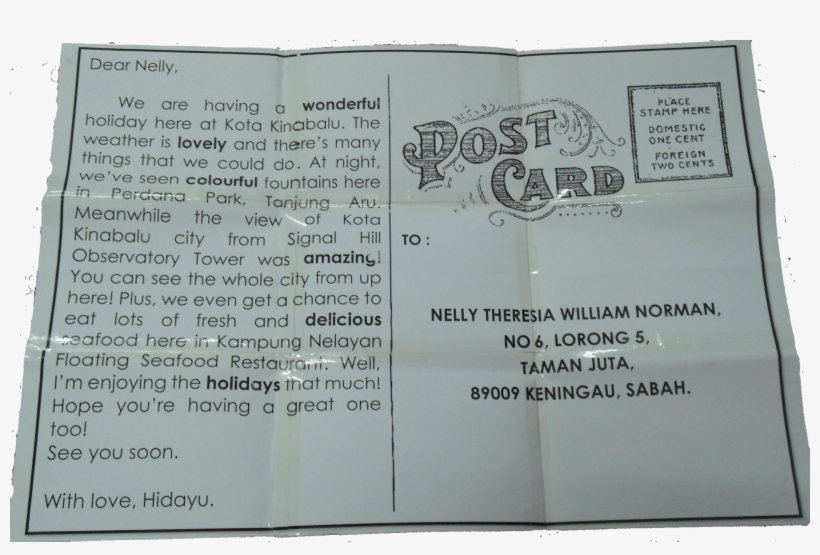 Dear Nelly,
We are having a wonderful
holiday here at Kota Kinabalu. The
weather is lovely and there's many
things that we could do. At night,
we've seen colourful fountains here
in Perdana Park, Tanjung Aru.
Meanwhile the view of Kota
Kinabalu city from Signal Hill
Observatory Tower was amazing!
You can see the whole city from up
here! Plus, we even get a chance to
eat lots of fresh and delicious
seafood here in Kampung Nelayan
Floating Seafood Restaurant. Well,
I'm enjoying the holidays that much!
Hope you're having a great one
too!
See you soon.
With love, Hidayu.
POST
CARD
PLACE
STAMP HERE
DOMESTIC
ONE CENT
FOREIGN
TWO CENTS
TO :
NELLY THERESIA WILLIAM NORMAN,
NO 6, LORONG 5,
TAMAN JUTA,
89009 KENINGAU, SABAH.